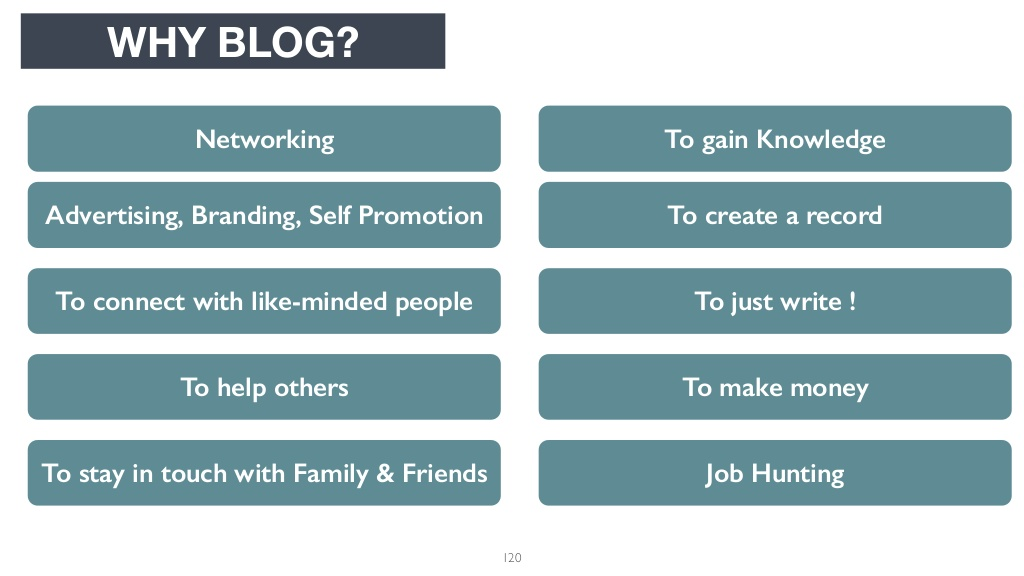 WHY BLOG?
Networking
Advertising, Branding, Self Promotion
To connect with like-minded people
To help others
To stay in touch with Family & Friends
To gain Knowledge
To create a record
To just write !
To make money
Job Hunting
120